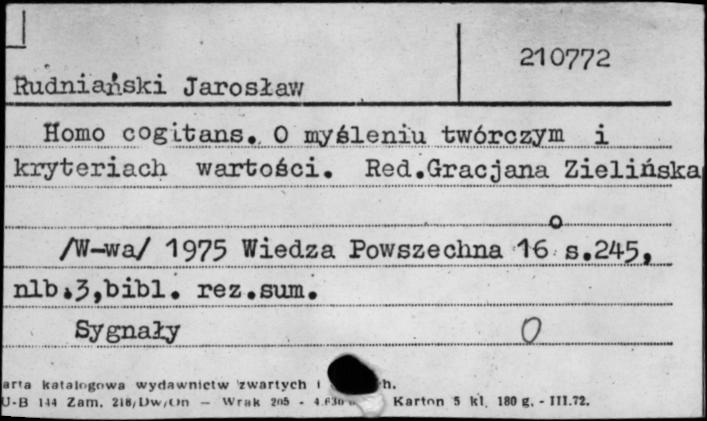 210772
Rudniański Jarosław
Homo cogitans. O myśleniu twórczym i
kryteriach wartości. Red.Gracjana Zielińska
/W-wa/ 1975 Wiedza Powszechna 16° s.245,
nlb.3,bibl. rez.sum.
Sygnały O
arta katalogowa wydawnictw zwartych i h.
U-B 144 Zam. 218/Dw/On — Wrak 205 - Karton 5 kl. 180 g. - III.72.